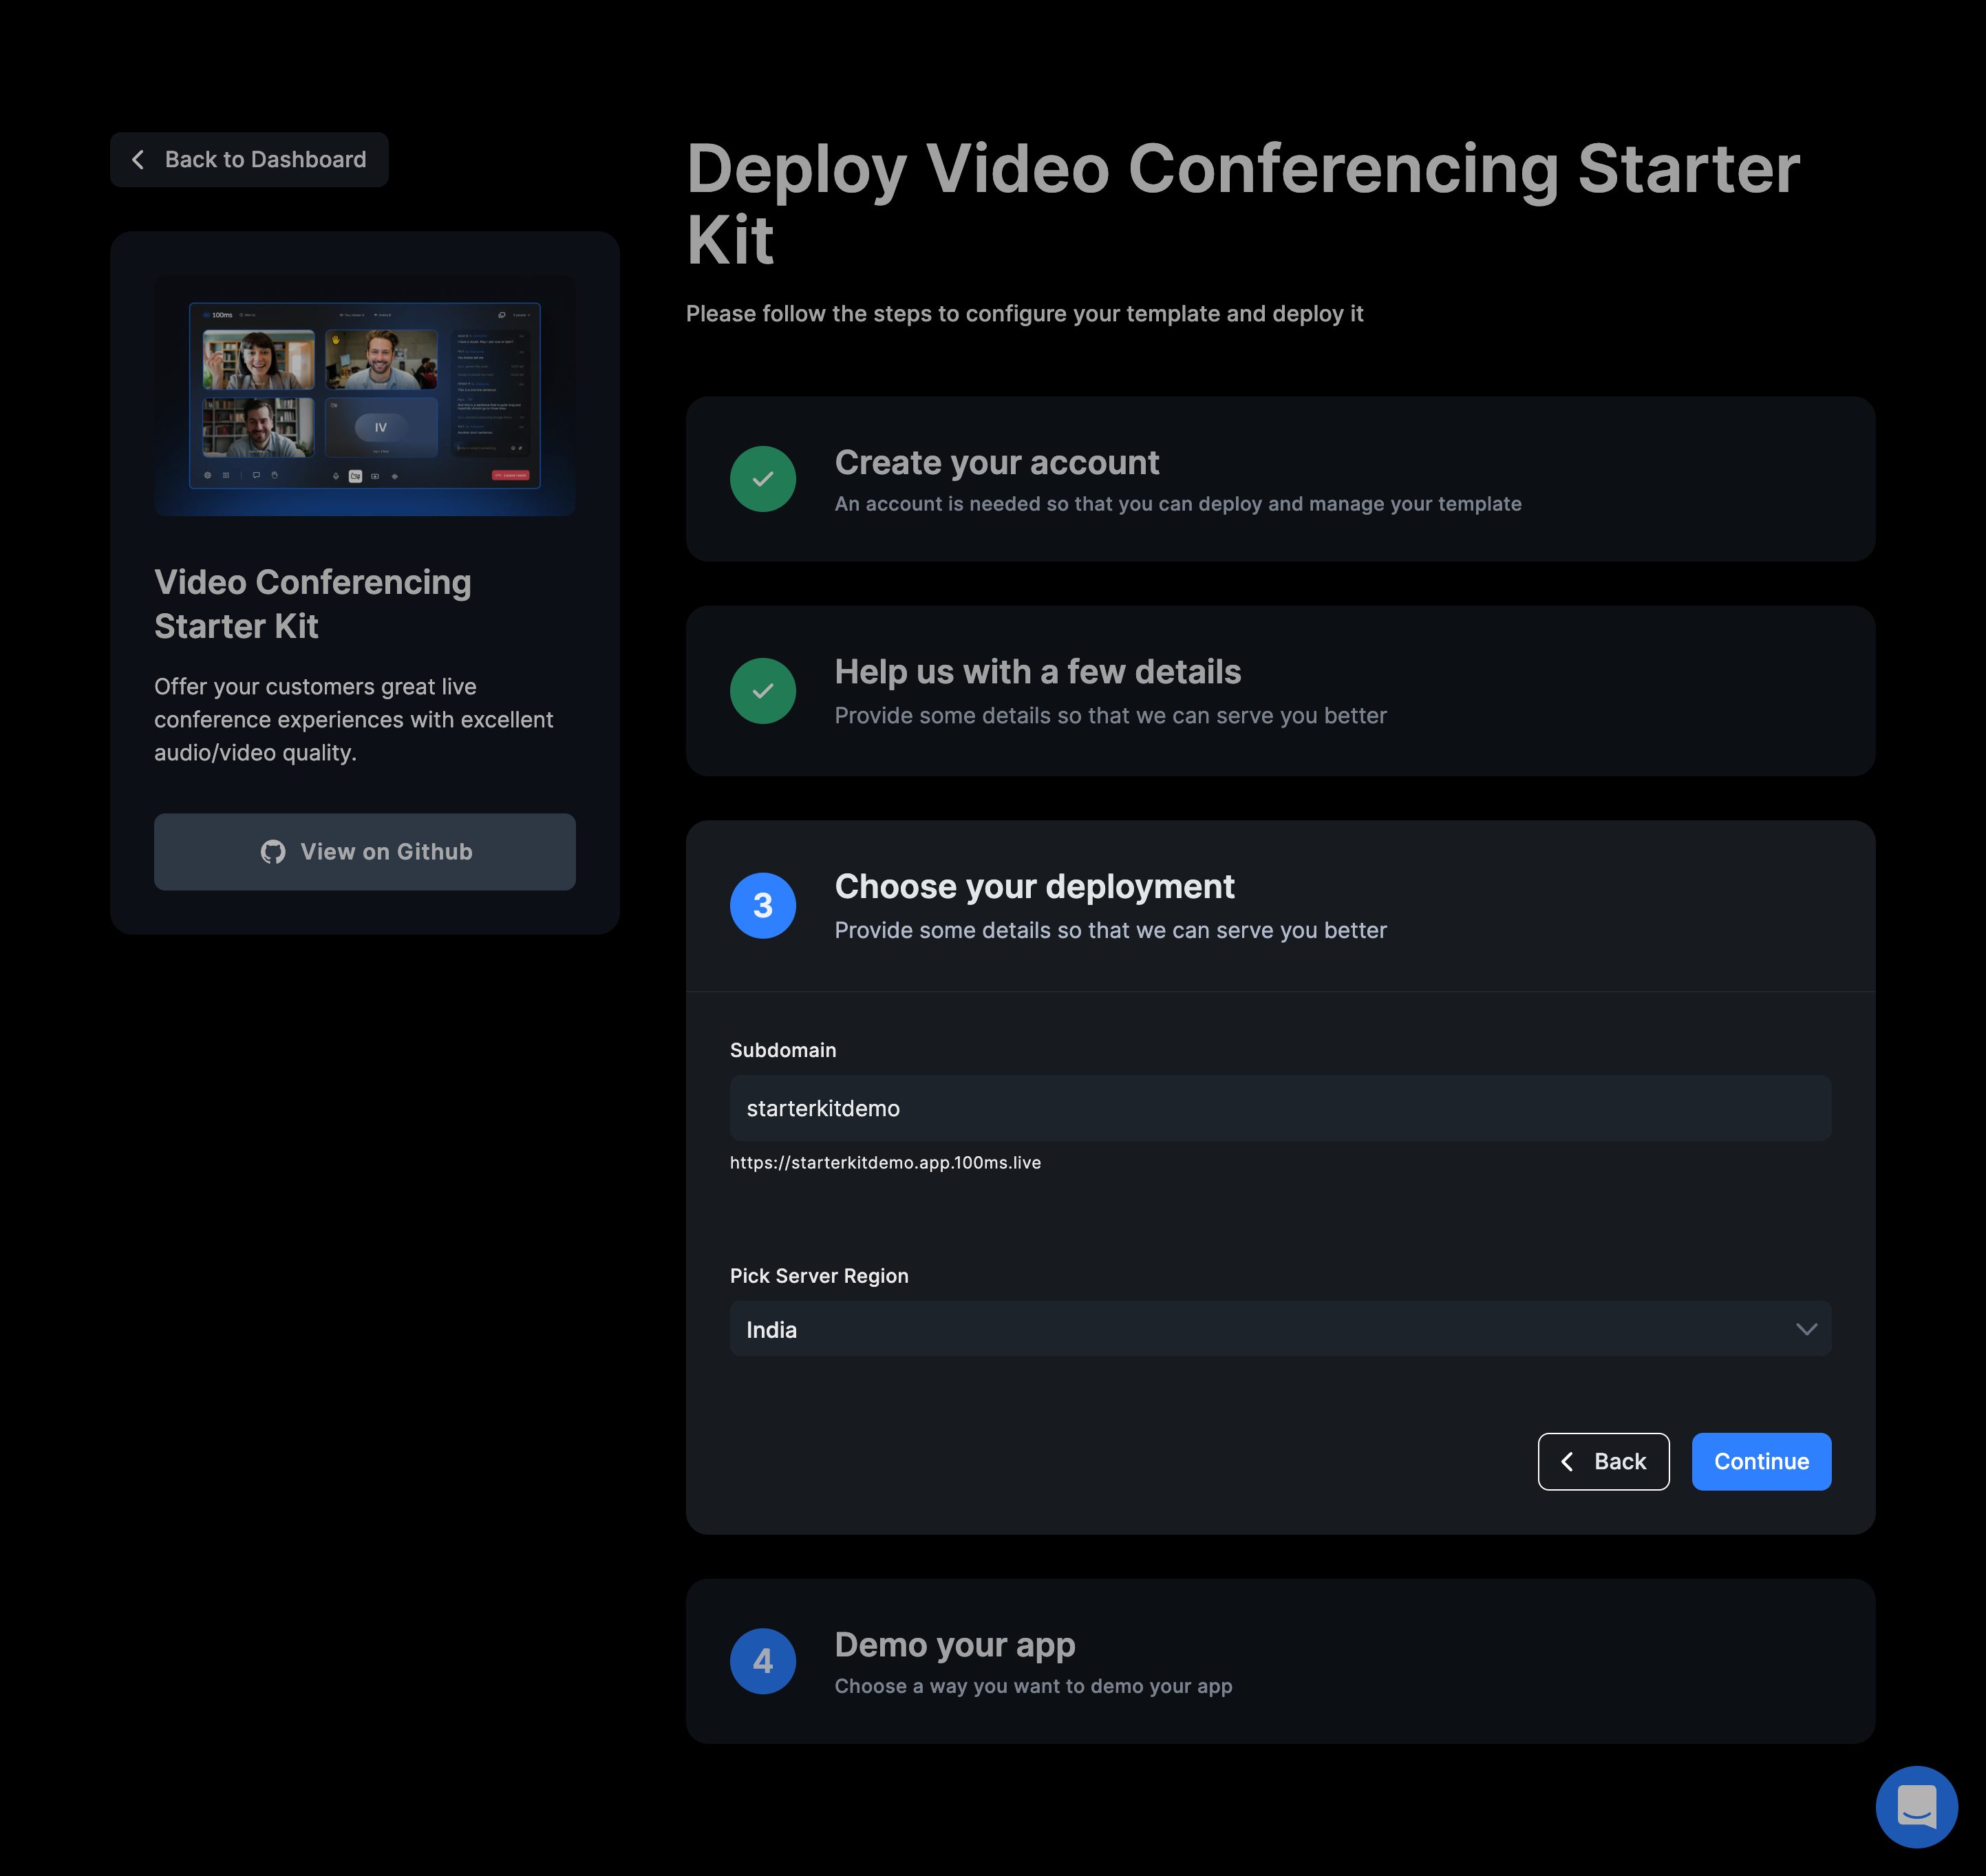 Back to Dashboard
100ms
IV
Video Conferencing
Starter Kit
Offer your customers great live
conference experiences with excellent
audio/video quality.
View on Github
Deploy Video Conferencing Starter
Kit
Please follow the steps to configure your template and deploy it
Create your account
An account is needed so that you can deploy and manage your template
Help us with a few details
Provide some details so that we can serve you better
3
Choose your deployment
Provide some details so that we can serve you better
Subdomain
starterkitdemo
https://starterkitdemo.app.100ms.live
Pick Server Region
India
Back
Continue
4
Demo your app
Choose a way you want to demo your app